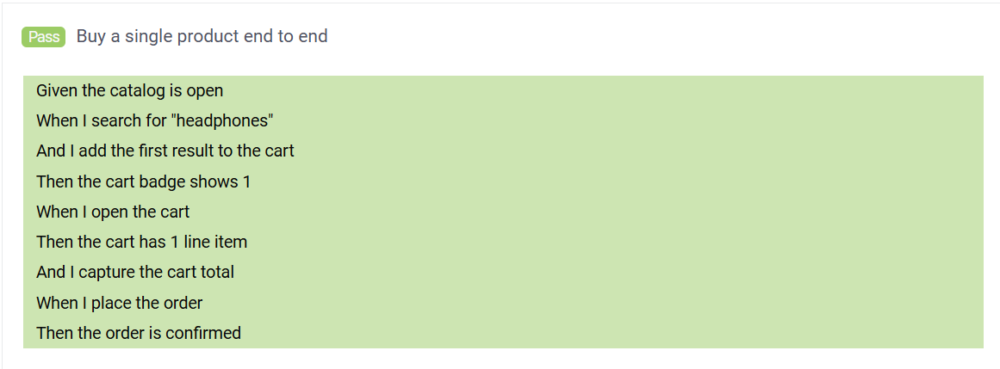 Pass Buy a single product end to end
Given the catalog is open
When I search for "headphones"
And I add the first result to the cart
Then the cart badge shows 1
When I open the cart
Then the cart has 1 line item
And I capture the cart total
When I place the order
Then the order is confirmed